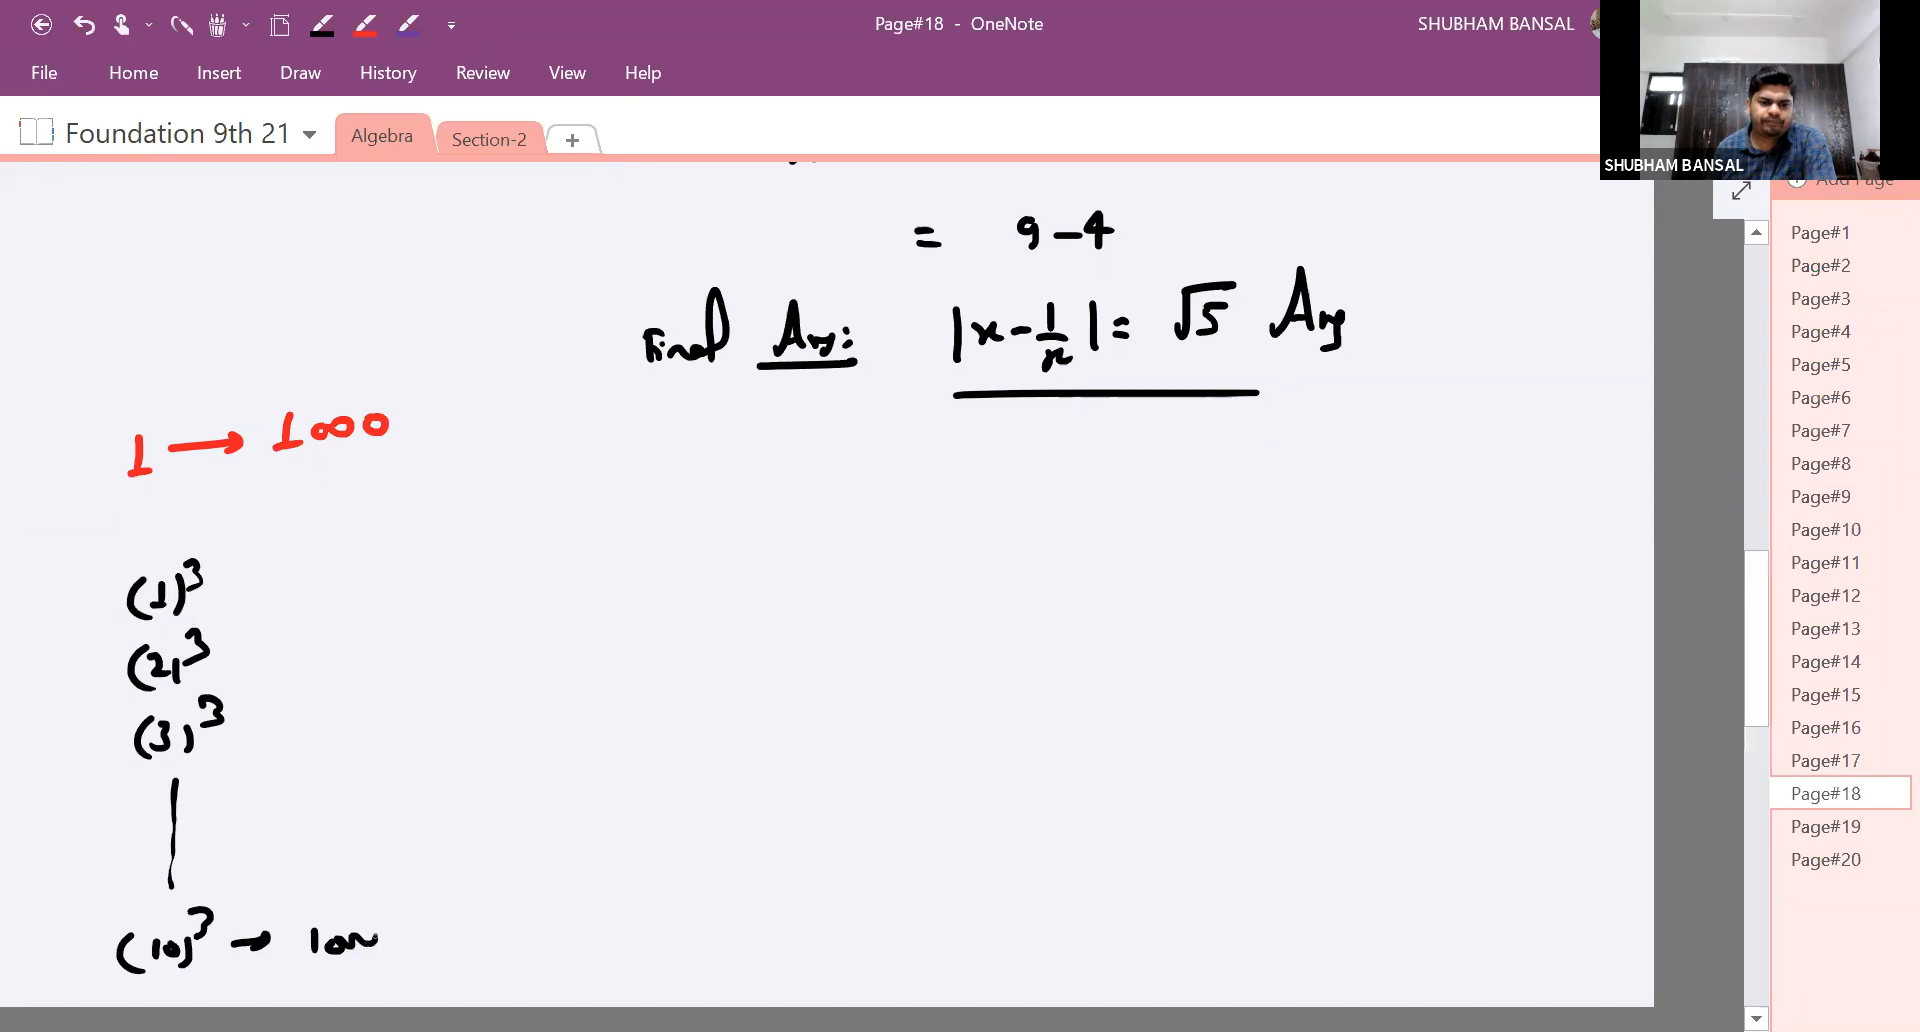 Page#18 - OneNote
SHUBHAM BANSAL
File Home Insert Draw History Review View Help
SHUBHAM BANSAL
Foundation 9th 21
Algebra
Section-2
+
Add Page
= 9-4
Final Ans: |x-1/x| = √5 Ans
1 → 1000
(1)³
(2)³
(3)³
(10)³ →
Page#1
Page#2
Page#3
Page#4
Page#5
Page#6
Page#7
Page#8
Page#9
Page#10
Page#11
Page#12
Page#13
Page#14
Page#15
Page#16
Page#17
Page#18
Page#19
Page#20